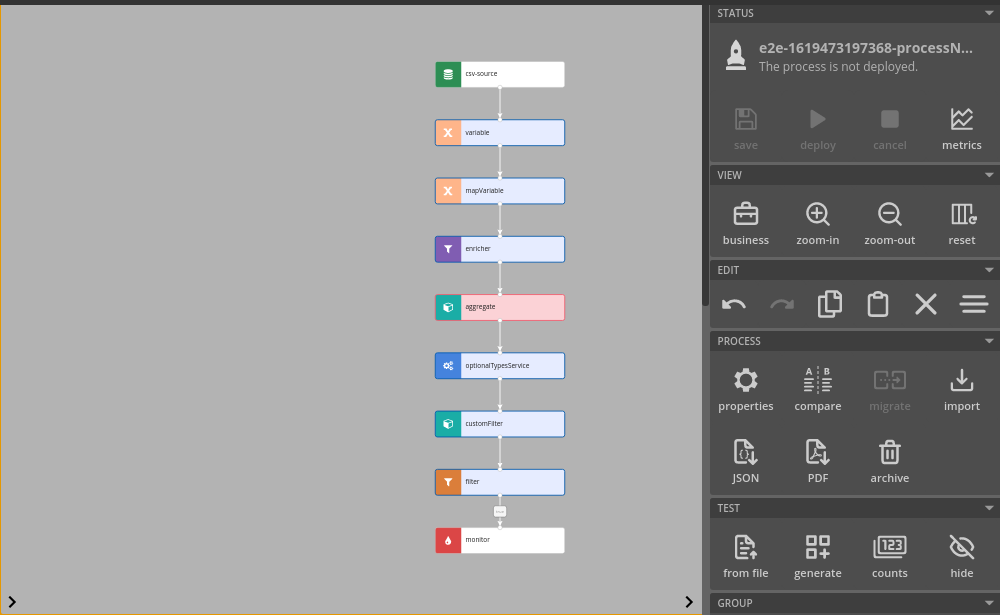 csv-source
variable
mapVariable
enricher
aggregate
optionalTypesService
customFilter
filter
monitor
STATUS
e2e-1619473197368-processN...
The process is not deployed.
save
deploy
cancel
metrics
VIEW
business
zoom-in
zoom-out
reset
EDIT
PROCESS
properties
A B
compare
migrate
import
{}
JSON
PDF
archive
TEST
from file
generate
123
counts
hide
GROUP